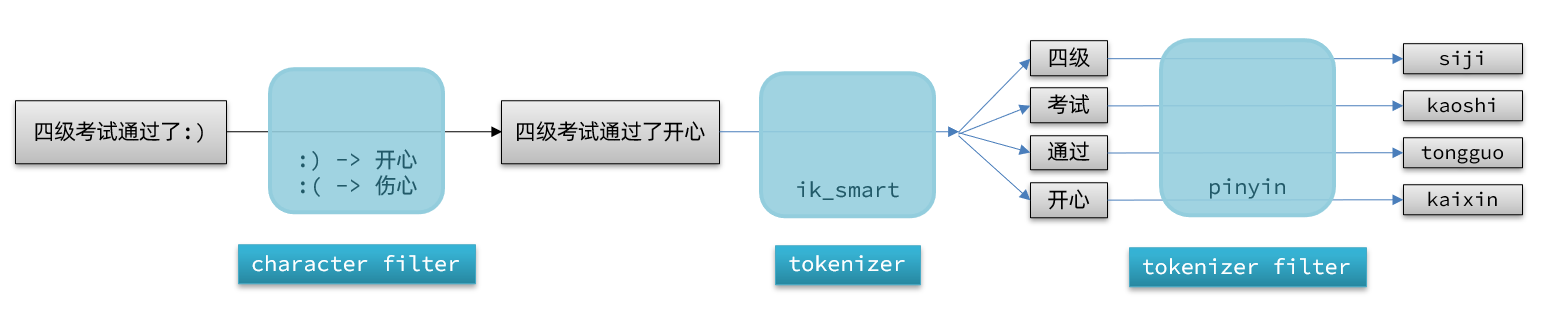 四级考试通过了:)
:) -> 开心
:( -> 伤心
character filter
四级考试通过了开心
ik_smart
tokenizer
四级
考试
通过
开心
pinyin
tokenizer filter
siji
kaoshi
tongguo
kaixin